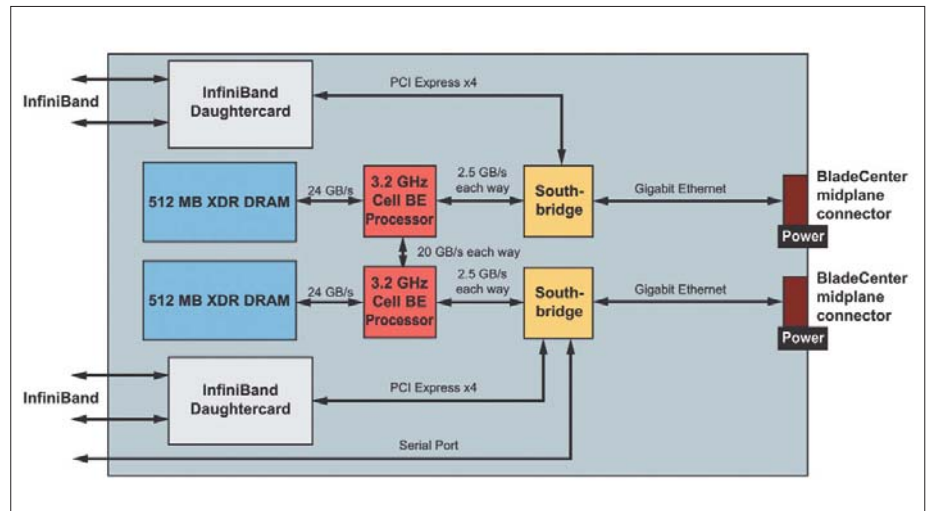 InfiniBand
InfiniBand
Daughtercard
PCI Express x4
512 MB XDR DRAM
24 GB/s
3.2 GHz
Cell BE
Processor
2.5 GB/s
each way
South-
bridge
Gigabit Ethernet
BladeCenter
midplane
connector
Power
20 GB/s each way
512 MB XDR DRAM
24 GB/s
3.2 GHz
Cell BE
Processor
2.5 GB/s
each way
South-
bridge
Gigabit Ethernet
BladeCenter
midplane
connector
Power
InfiniBand
InfiniBand
Daughtercard
PCI Express x4
Serial Port